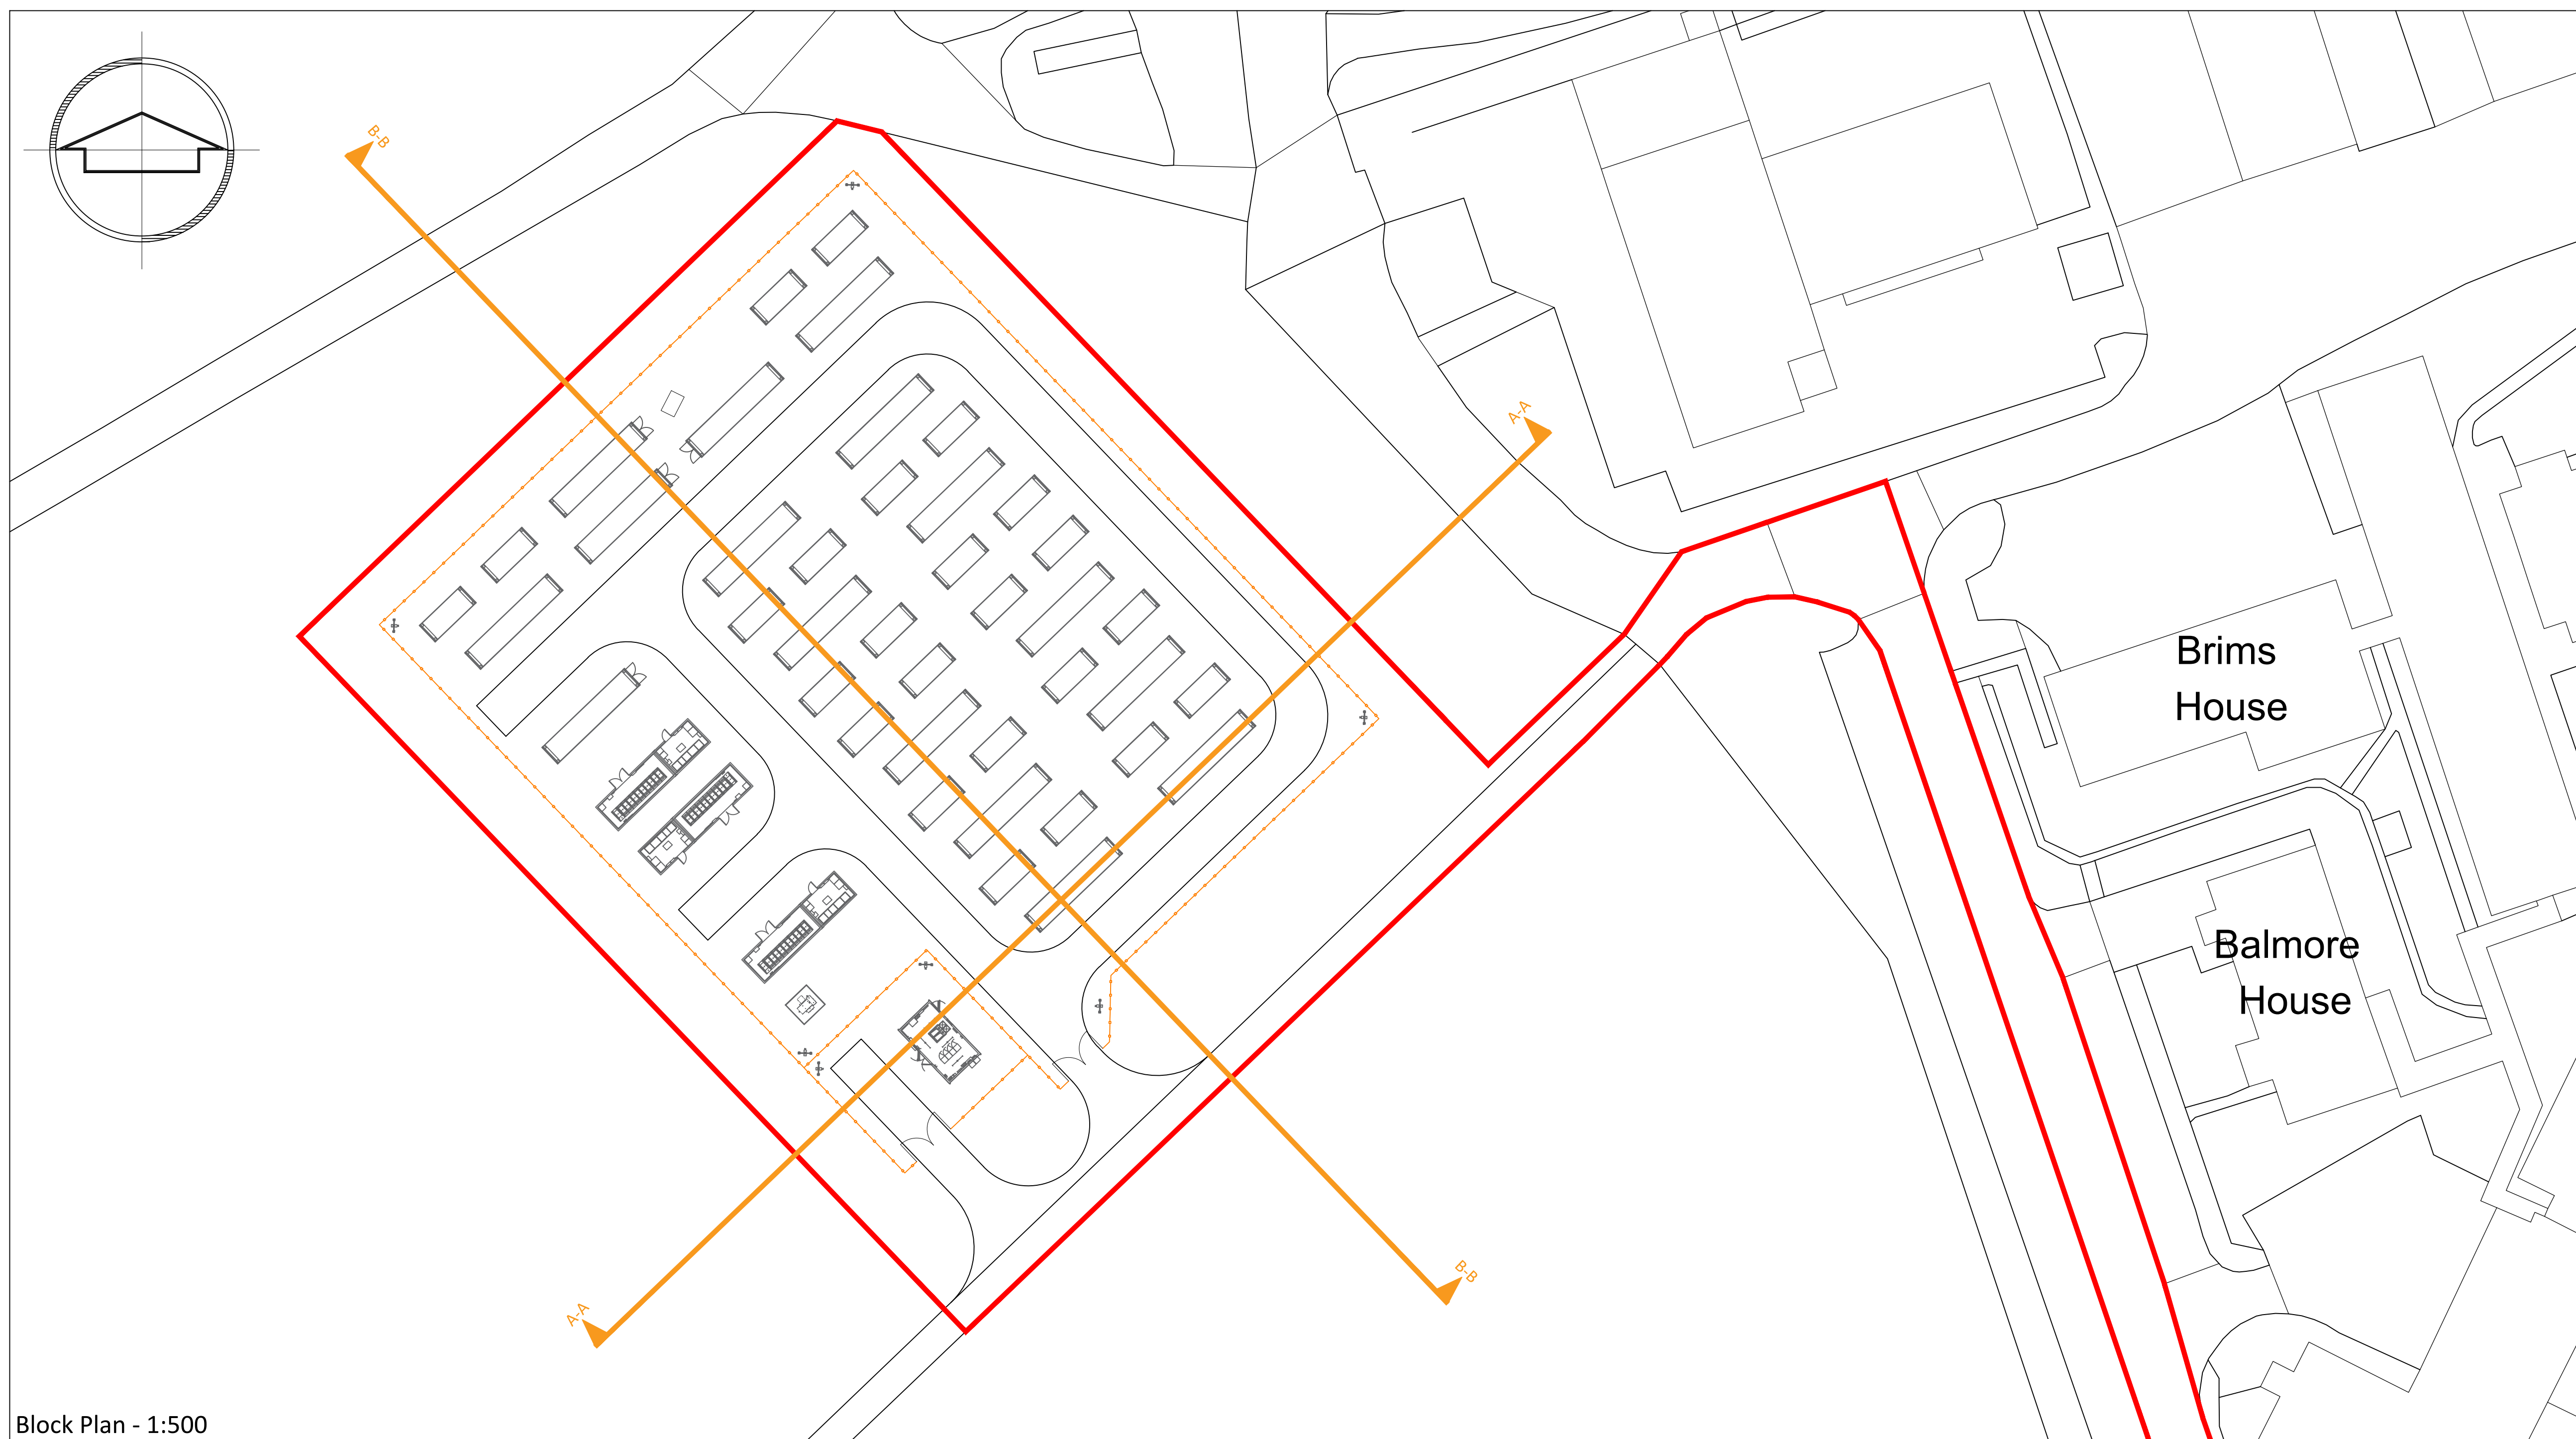 B-B
A-A
Brims
House
Balmore
House
B-B
A-A
Block Plan - 1:500